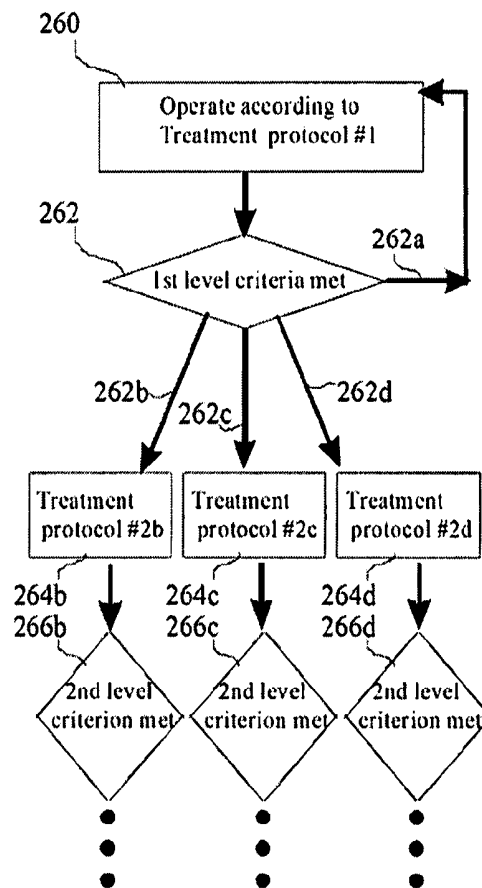 260
Operate according to
Treatment protocol #1
262
262a
1st level criteria met
262b
262c
262d
Treatment
protocol #2b
Treatment
protocol #2c
Treatment
protocol #2d
264b
264c
264d
266b
266c
266d
2nd level
criterion met
2nd level
criterion met
2nd level
criterion met